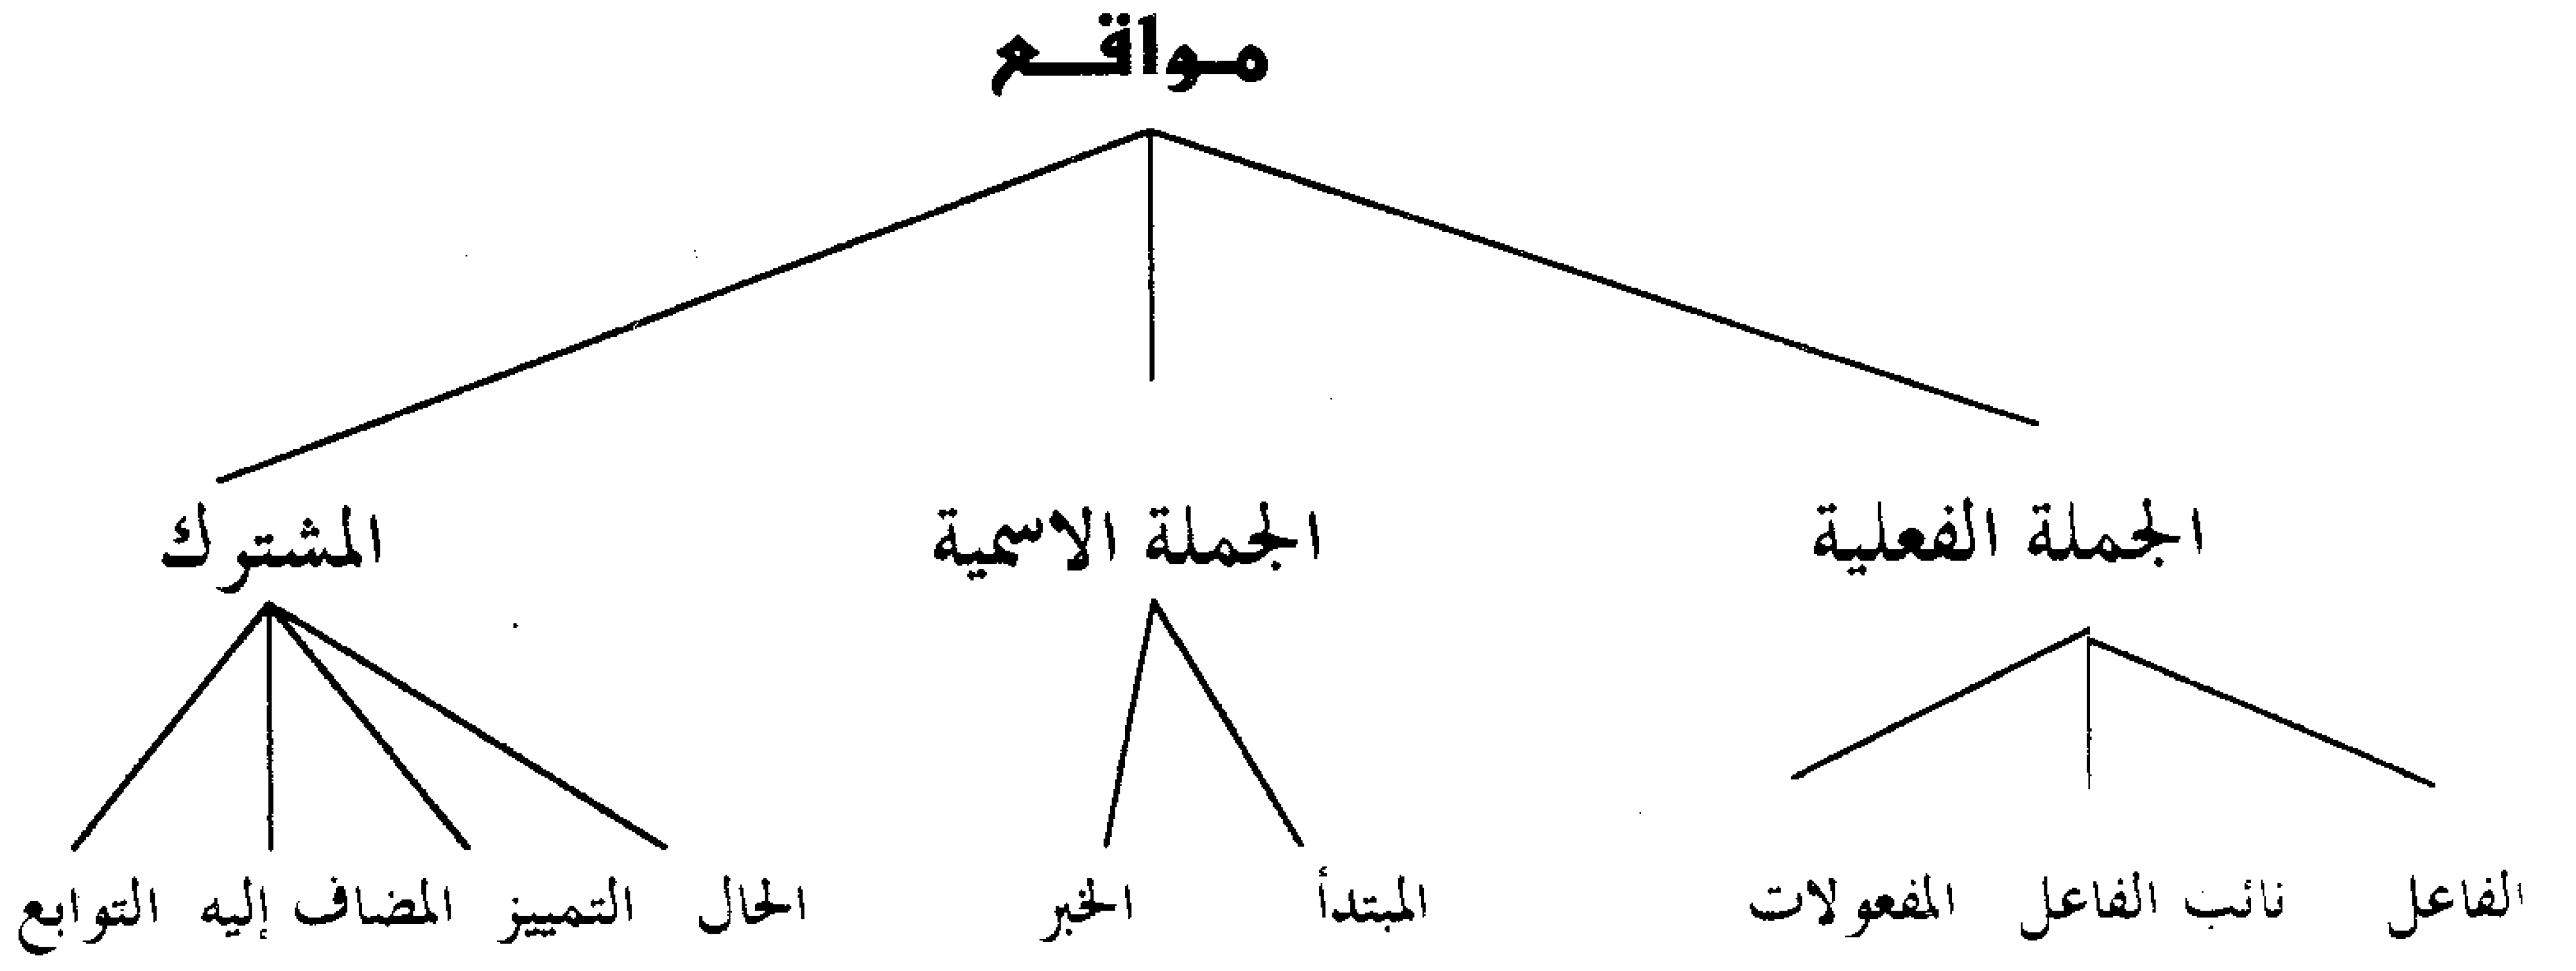 مواقع
الجملة الفعلية الجملة الاسمية المشترك
الفاعل نائب الفاعل المفعولات المبتدأ الخبر الحال التمييز المضاف إليه التوابع